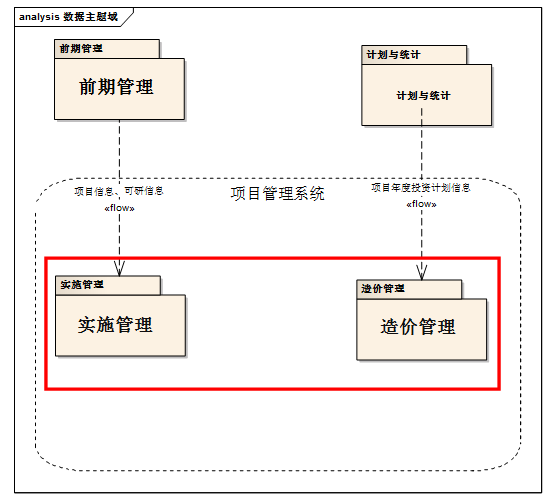 analysis 数据主题域
前期管理
前期管理
计划与统计
计划与统计
项目信息、可研信息
«flow»
项目管理系统
项目年度投资计划信息
«flow»
实施管理
实施管理
造价管理
造价管理